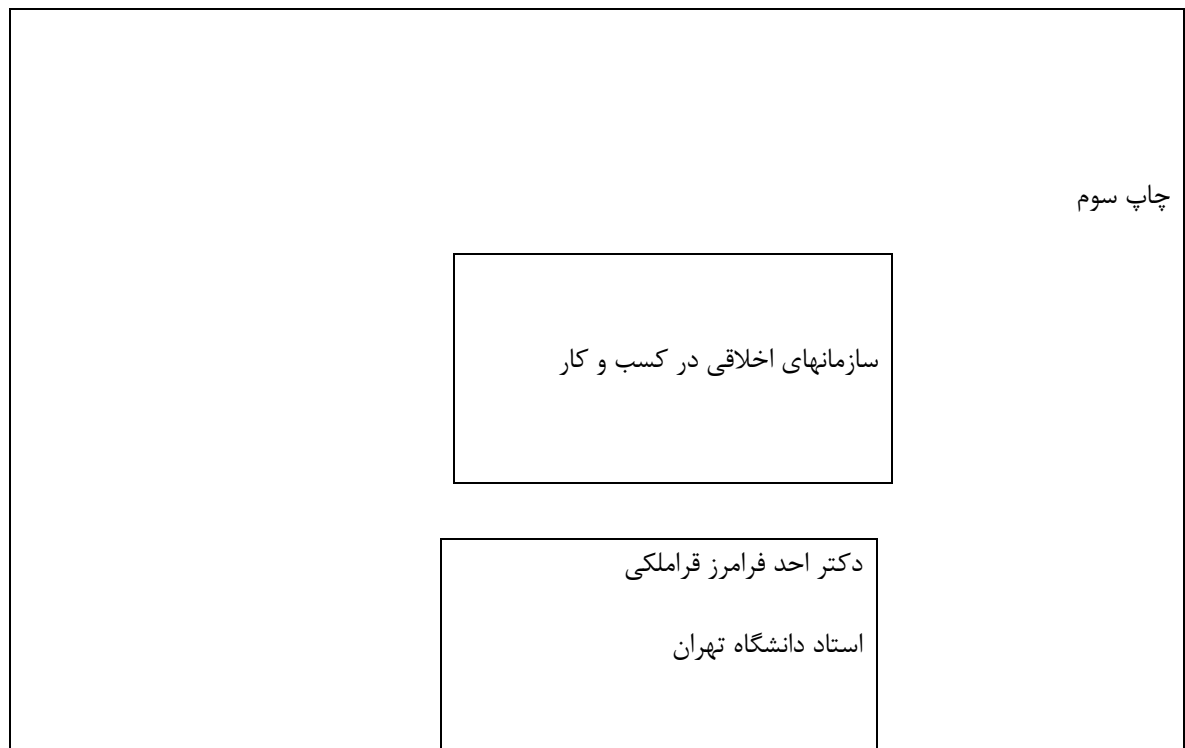 چاپ سوم
سازمانهای اخلاقی در کسب و کار
دکتر احد فرامرز قراملکی
استاد دانشگاه تهران